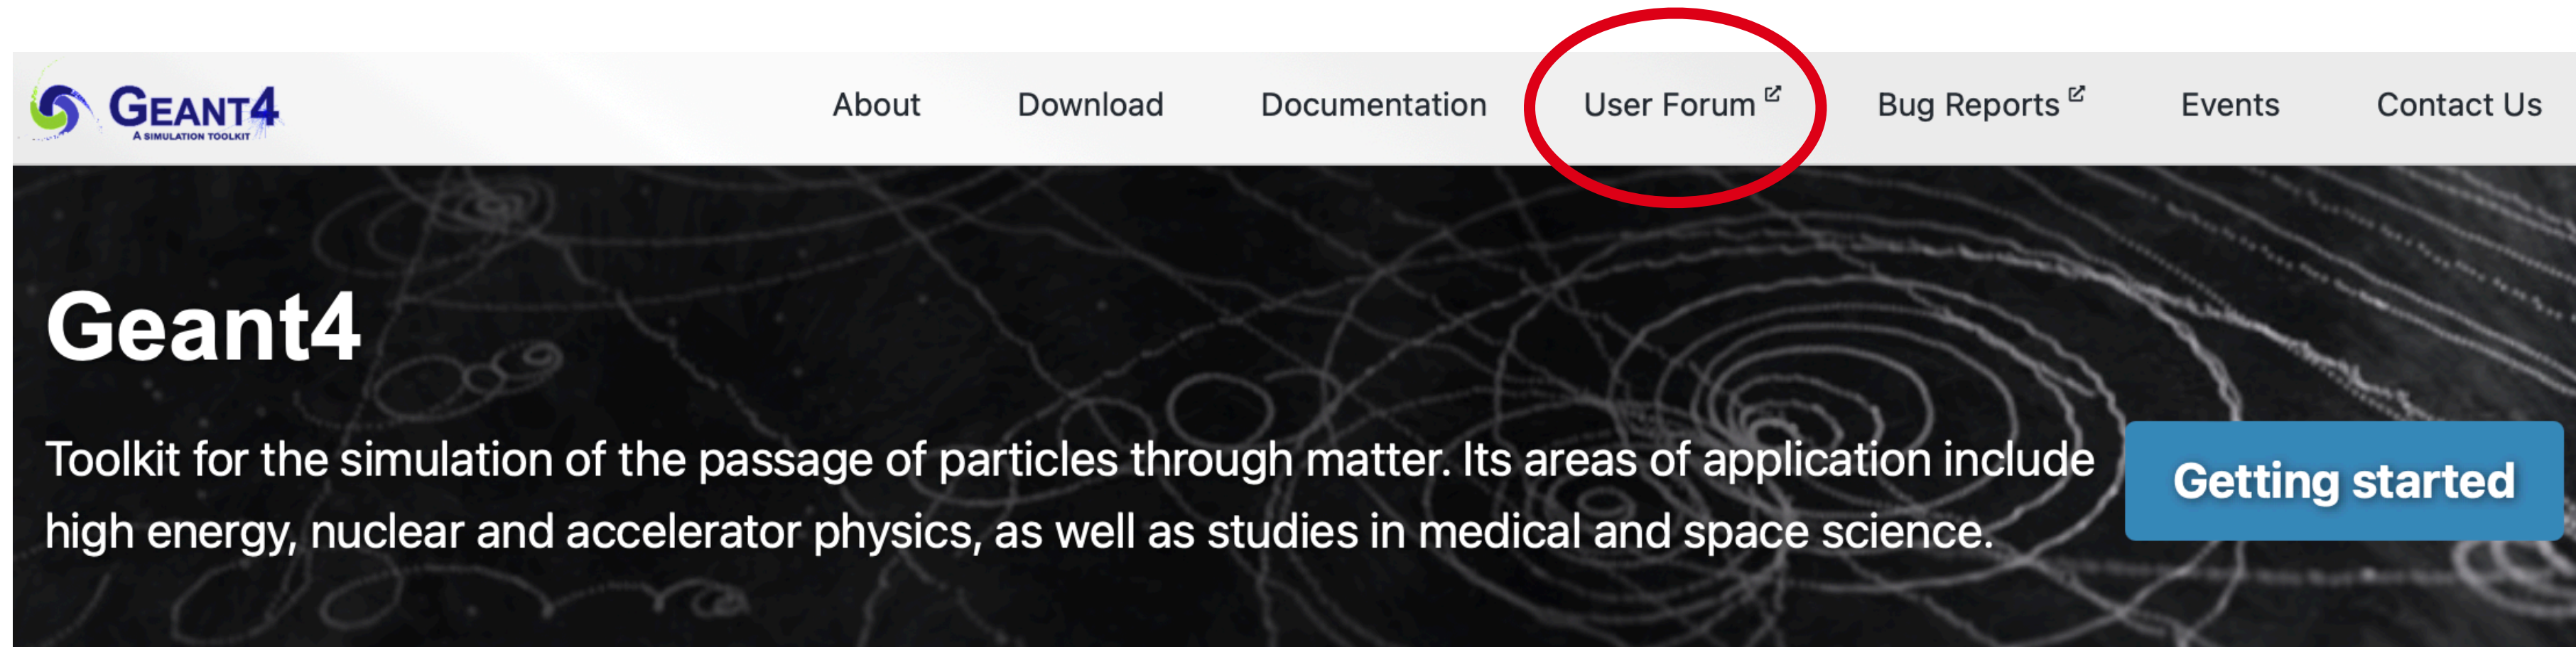 GEANT4
A SIMULATION TOOLKIT
About Download Documentation User Forum Bug Reports Events Contact Us
Geant4
Toolkit for the simulation of the passage of particles through matter. Its areas of application include
high energy, nuclear and accelerator physics, as well as studies in medical and space science.
Getting started